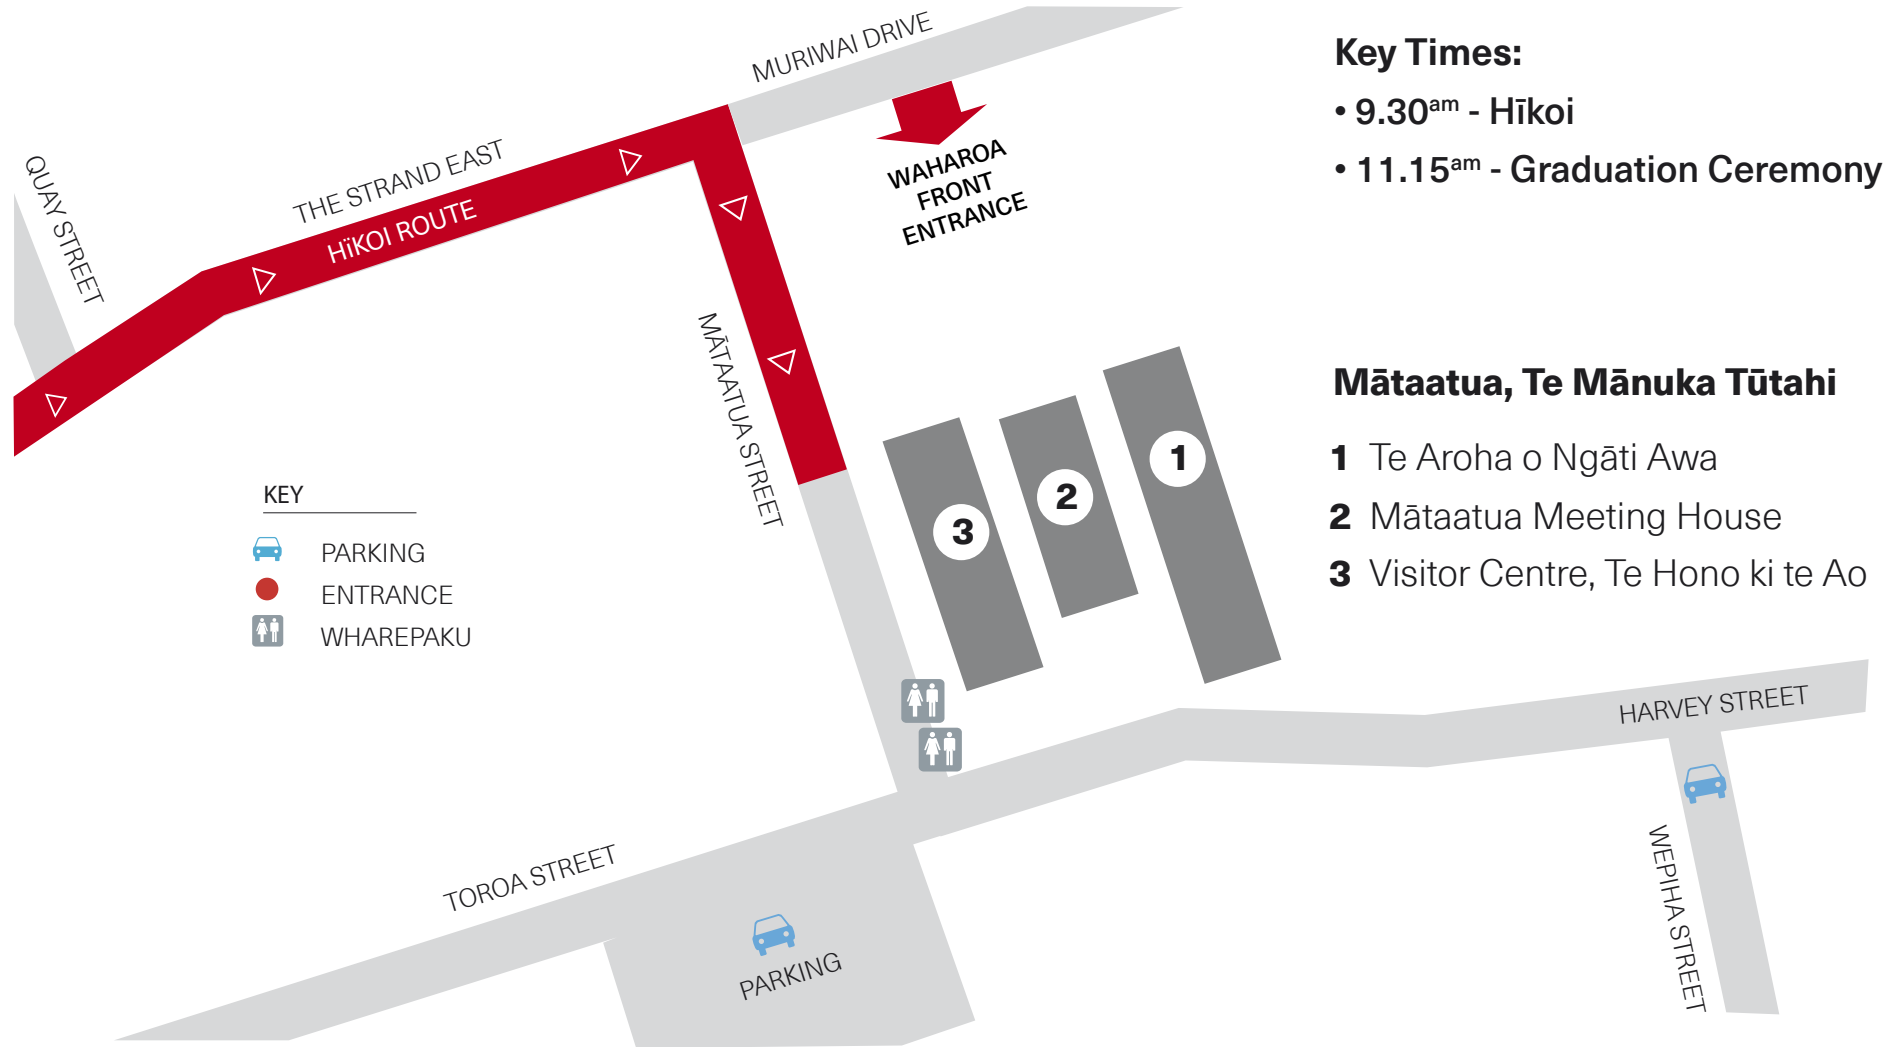 MURIWAI DRIVE
THE STRAND EAST
HÏKOI ROUTE
QUAY STREET
WAHAROA
FRONT
ENTRANCE
MĀTAATUA STREET
Key Times:
• 9.30am - Hīkoi
• 11.15am - Graduation Ceremony
Mātaatua, Te Mānuka Tūtahi
1 Te Aroha o Ngāti Awa
2 Mātaatua Meeting House
3 Visitor Centre, Te Hono ki te Ao
1
2
3
KEY
PARKING
ENTRANCE
WHAREPAKU
HARVEY STREET
WEPIHA STREET
TOROA STREET
PARKING